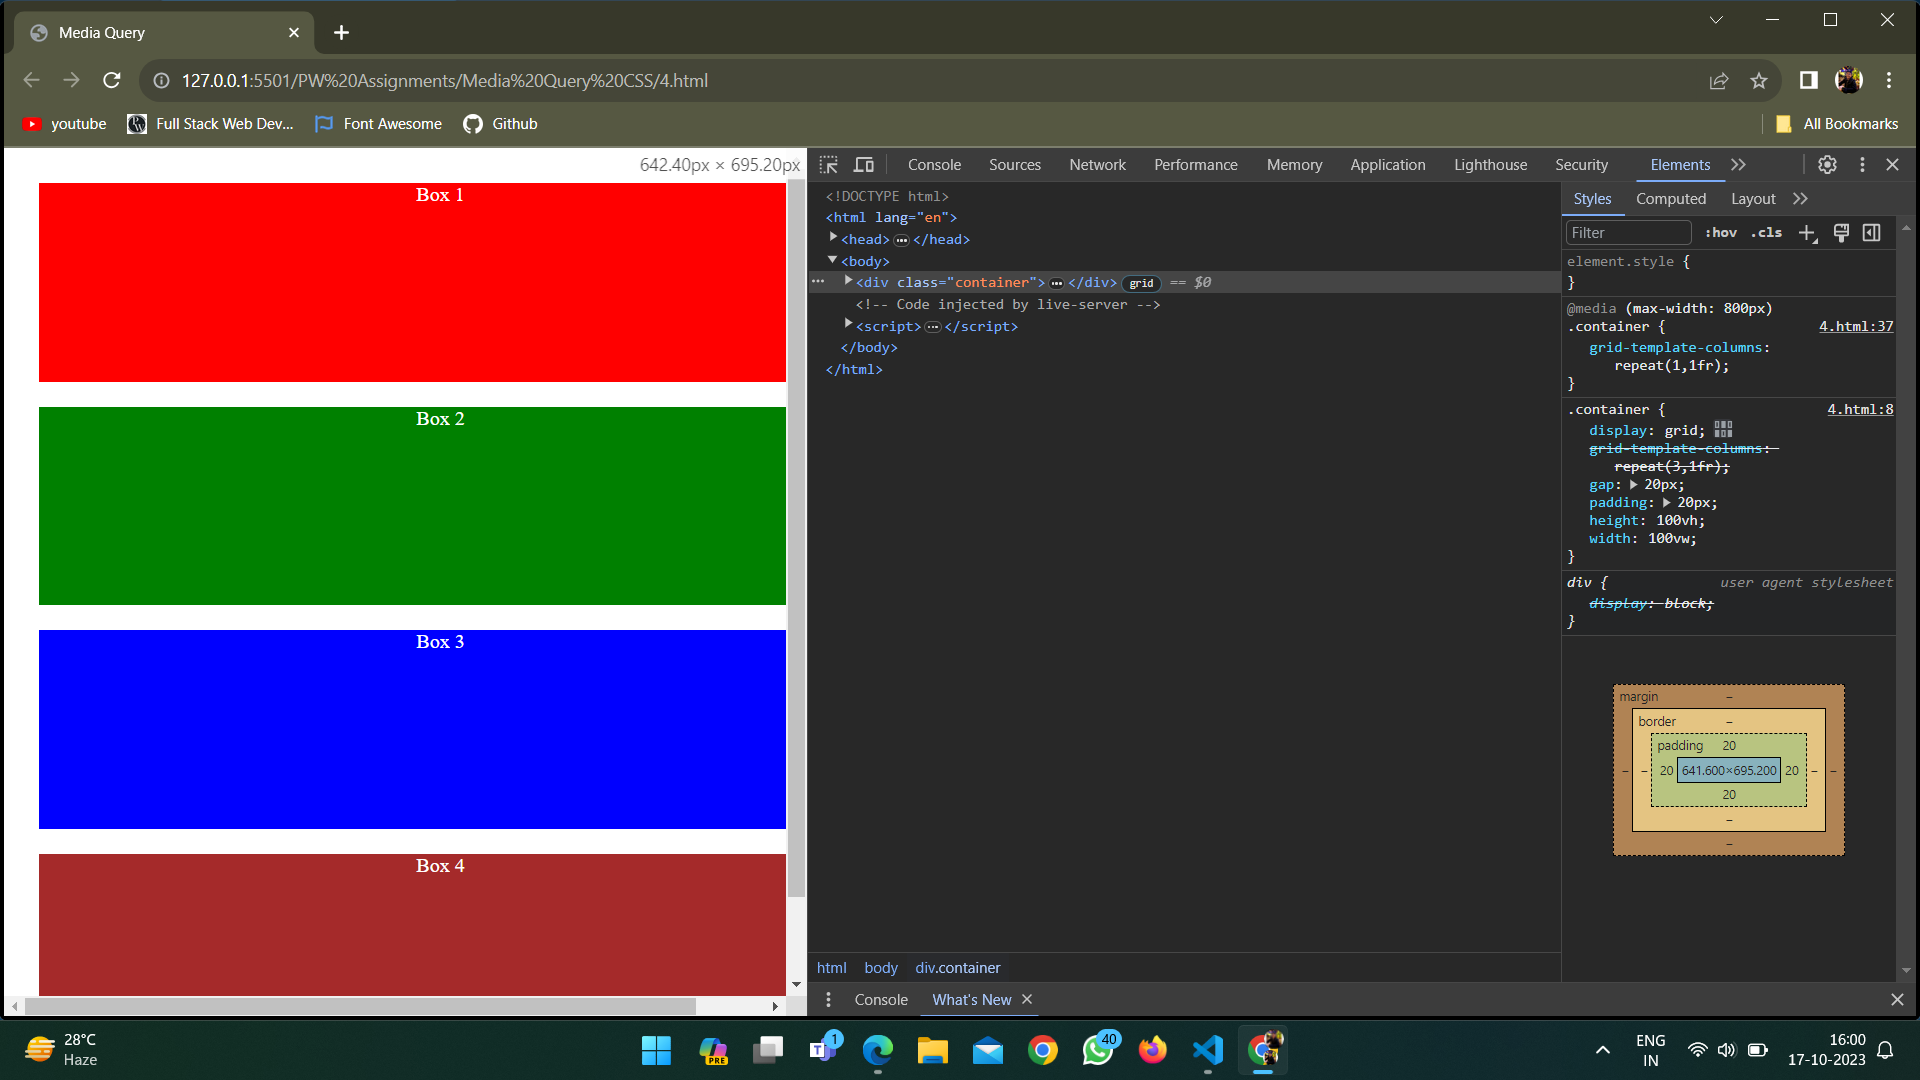 Media Query
127.0.0.1:5501/PW%20Assignments/Media%20Query%20CSS/4.html
youtube Full Stack Web Dev... Font Awesome Github All Bookmarks
642.40px × 695.20px
Box 1
Box 2
Box 3
Box 4
Console Sources Network Performance Memory Application Lighthouse Security Elements
<!DOCTYPE html>
<html lang="en">
<head> ••• </head>
<body>
••• <div class="container"> ••• </div> grid == $0
<!-- Code injected by live-server -->
<script> ••• </script>
</body>
</html>
html body div.container
Styles Computed Layout
Filter :hov .cls
element.style {
}
@media (max-width: 800px)
.container { 4.html:37
grid-template-columns:
repeat(1,1fr);
}
.container { 4.html:8
display: grid;
grid-template-columns:
repeat(3,1fr);
gap: 20px;
padding: 20px;
height: 100vh;
width: 100vw;
}
div { user agent stylesheet
display: block;
}
margin –
border –
padding 20
– – 20 641.600×695.200 20 – –
20
–
–
Console What's New
28°C
Haze
PRE
T
1
40
ENG
IN
16:00
17-10-2023